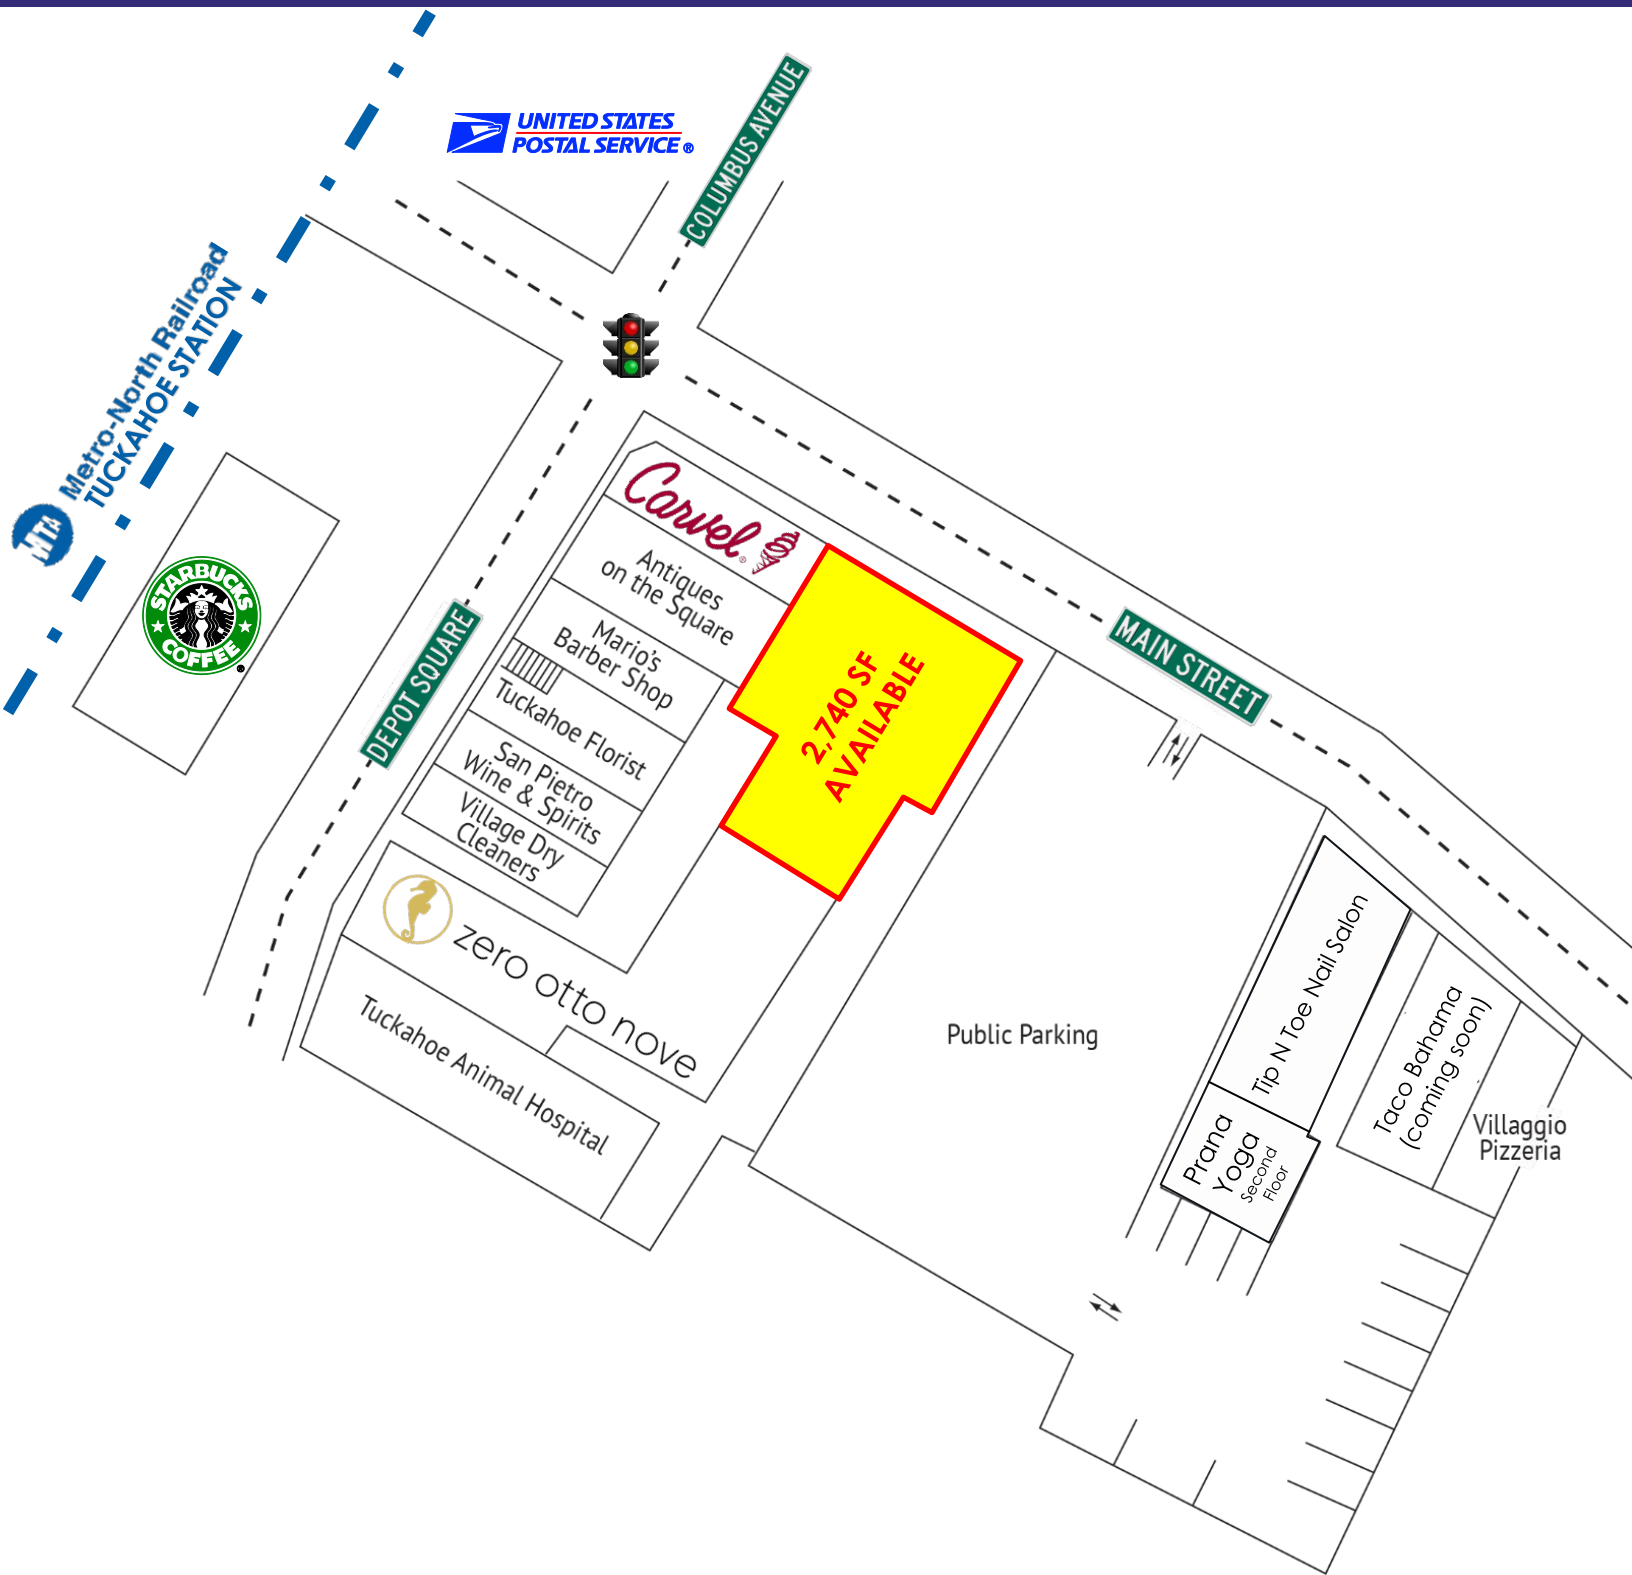 UNITED STATES
POSTAL SERVICE®
COLUMBUS AVENUE
MTA
Metro-North Railroad
TUCKAHOE STATION
STARBUCKS
COFFEE
DEPOT SQUARE
MAIN STREET
Carvel®
Antiques
on the Square
Mario's
Barber Shop
Tuckahoe Florist
San Pietro
Wine & Spirits
Village Dry
Cleaners
zero otto nove
Tuckahoe Animal Hospital
2,740 SF
AVAILABLE
Public Parking
Tip N Toe Nail Salon
Prana
Yoga
Second
Floor
Taco Bahama
(coming soon)
Villaggio
Pizzeria